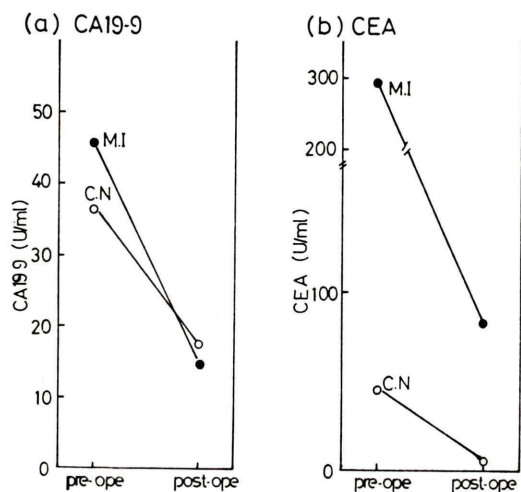 (a) CA19-9
CA19-9 (U/ml)
50
40
30
20
10
0
M.I
C.N
pre-ope
post-ope
(b) CEA
CEA (U/ml)
300
200
100
0
M.I
C.N
pre-ope
post-ope